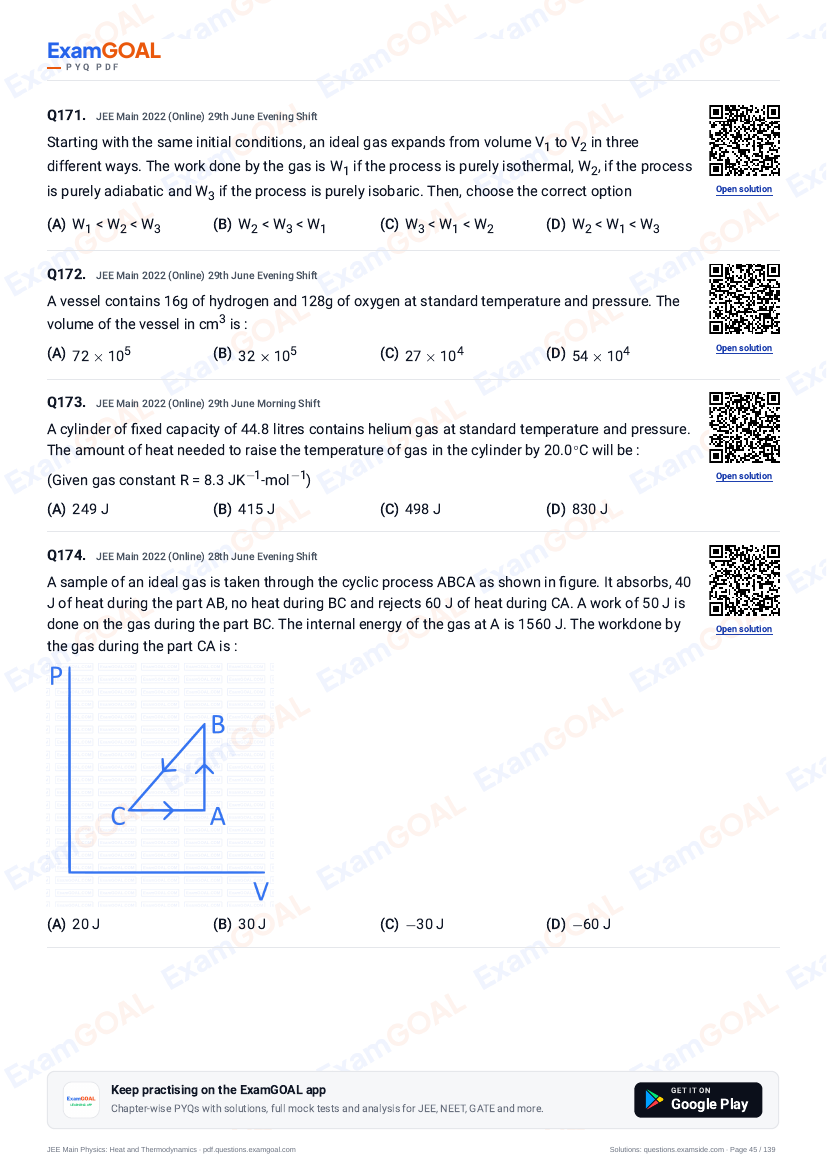 ExamGOAL
PYQ PDF
Q171. JEE Main 2022 (Online) 29th June Evening Shift
Starting with the same initial conditions, an ideal gas expands from volume V₁ to V₂ in three
different ways. The work done by the gas is W₁ if the process is purely isothermal, W₂, if the process
is purely adiabatic and W₃ if the process is purely isobaric. Then, choose the correct option
Open solution
(A) W₁ < W₂ < W₃ (B) W₂ < W₃ < W₁ (C) W₃ < W₁ < W₂ (D) W₂ < W₁ < W₃
Q172. JEE Main 2022 (Online) 29th June Evening Shift
A vessel contains 16g of hydrogen and 128g of oxygen at standard temperature and pressure. The
volume of the vessel in cm³ is :
Open solution
(A) 72 × 10⁵ (B) 32 × 10⁵ (C) 27 × 10⁴ (D) 54 × 10⁴
Q173. JEE Main 2022 (Online) 29th June Morning Shift
A cylinder of fixed capacity of 44.8 litres contains helium gas at standard temperature and pressure.
The amount of heat needed to raise the temperature of gas in the cylinder by 20.0°C will be :
(Given gas constant R = 8.3 JK⁻¹-mol⁻¹)
Open solution
(A) 249 J (B) 415 J (C) 498 J (D) 830 J
Q174. JEE Main 2022 (Online) 28th June Evening Shift
A sample of an ideal gas is taken through the cyclic process ABCA as shown in figure. It absorbs, 40
J of heat during the part AB, no heat during BC and rejects 60 J of heat during CA. A work of 50 J is
done on the gas during the part BC. The internal energy of the gas at A is 1560 J. The workdone by
the gas during the part CA is :
Open solution
P
B
C
A
V
(A) 20 J (B) 30 J (C) −30 J (D) −60 J
Keep practising on the ExamGOAL app
Chapter-wise PYQs with solutions, full mock tests and analysis for JEE, NEET, GATE and more.
GET IT ON
Google Play
JEE Main Physics: Heat and Thermodynamics · pdf.questions.examgoal.com
Solutions: questions.examside.com · Page 45 / 139